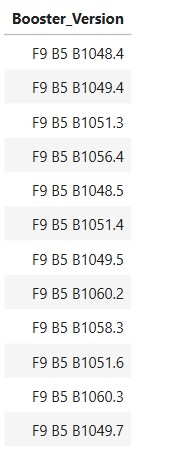 Booster_Version
F9 B5 B1048.4
F9 B5 B1049.4
F9 B5 B1051.3
F9 B5 B1056.4
F9 B5 B1048.5
F9 B5 B1051.4
F9 B5 B1049.5
F9 B5 B1060.2
F9 B5 B1058.3
F9 B5 B1051.6
F9 B5 B1060.3
F9 B5 B1049.7